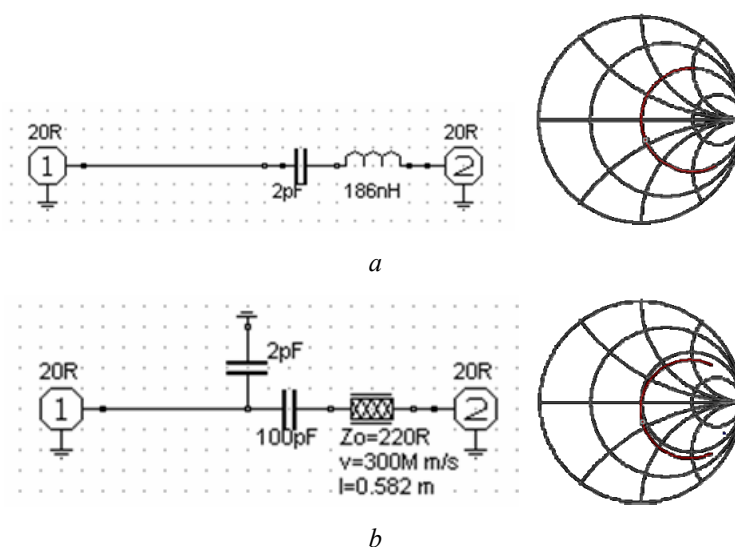 20R
20R
1
2
2pF
186nH
a
2pF
20R
20R
1
2
100pF
Zo=220R
v=300M m/s
l=0.582 m
b